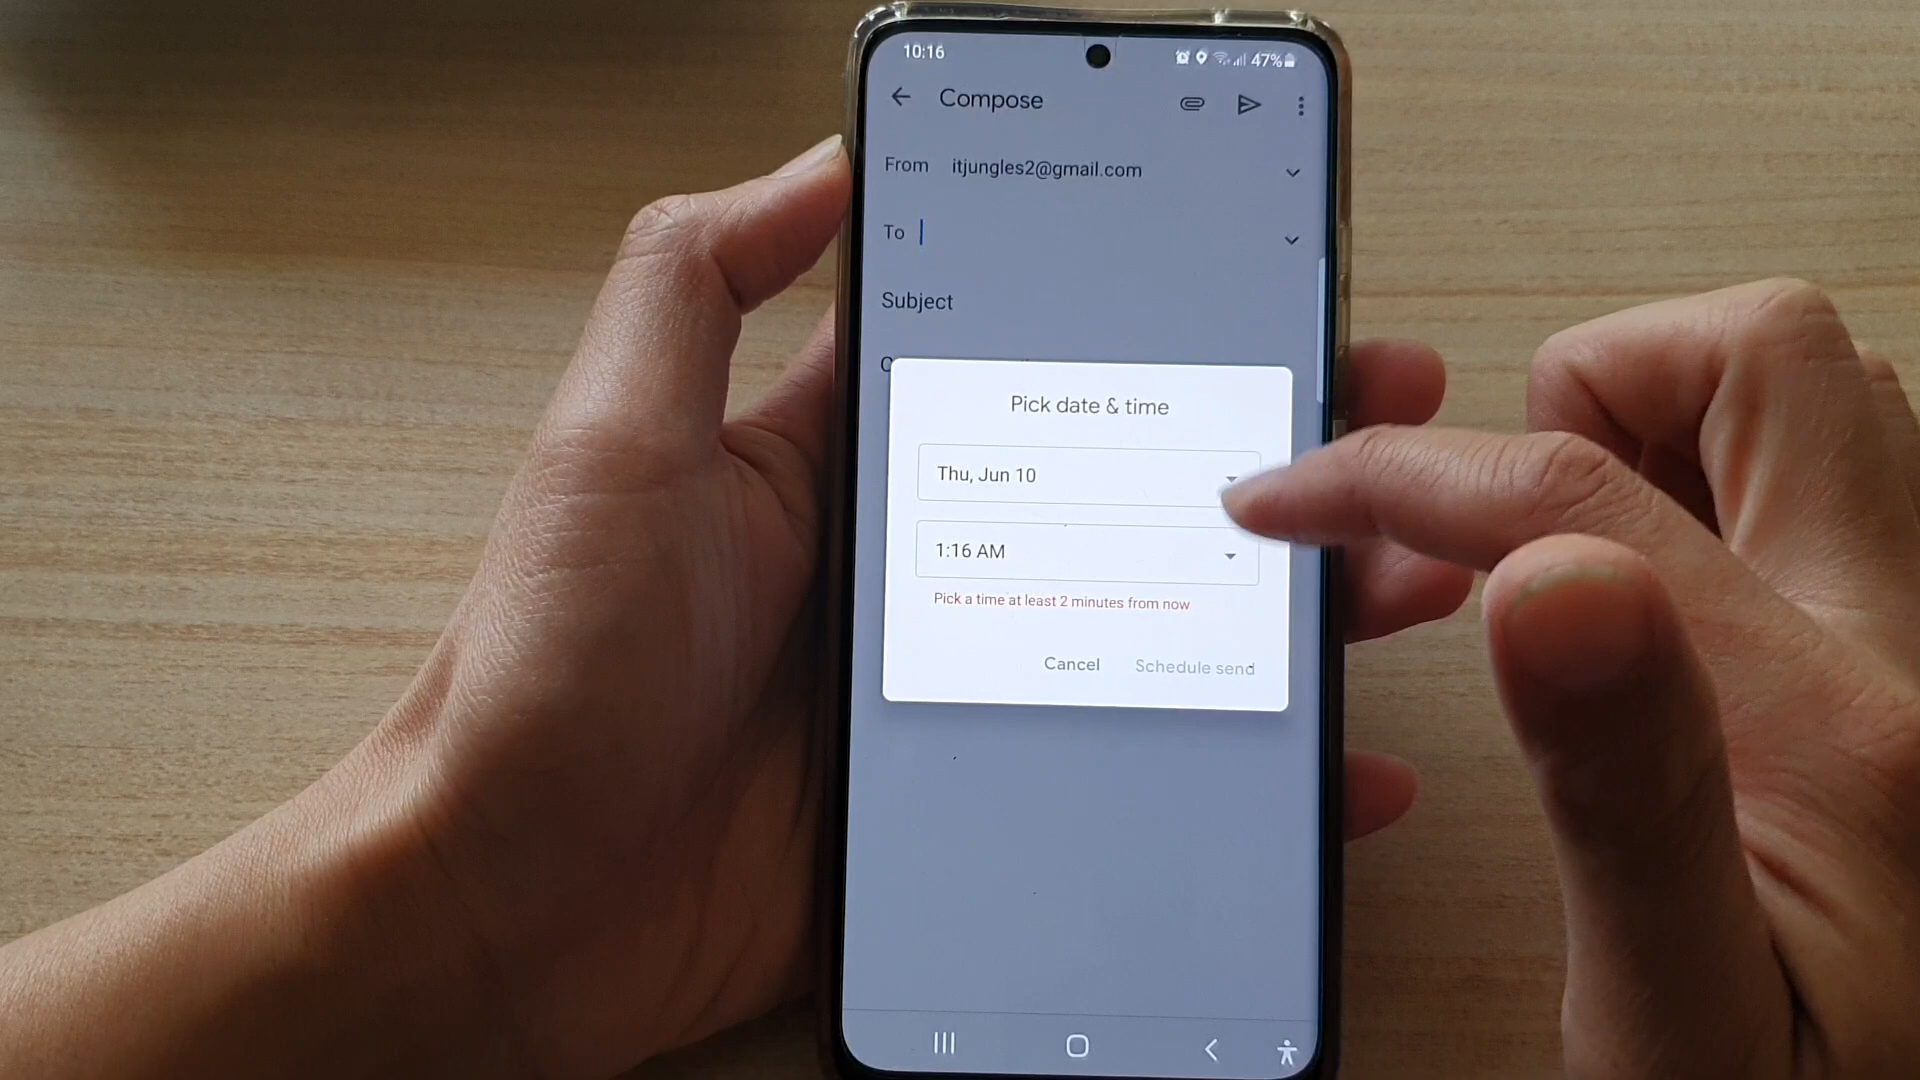 10:16 47%
Compose
From itjungles2@gmail.com
To
Subject
Pick date & time
Thu, Jun 10
1:16 AM
Pick a time at least 2 minutes from now
Cancel Schedule send